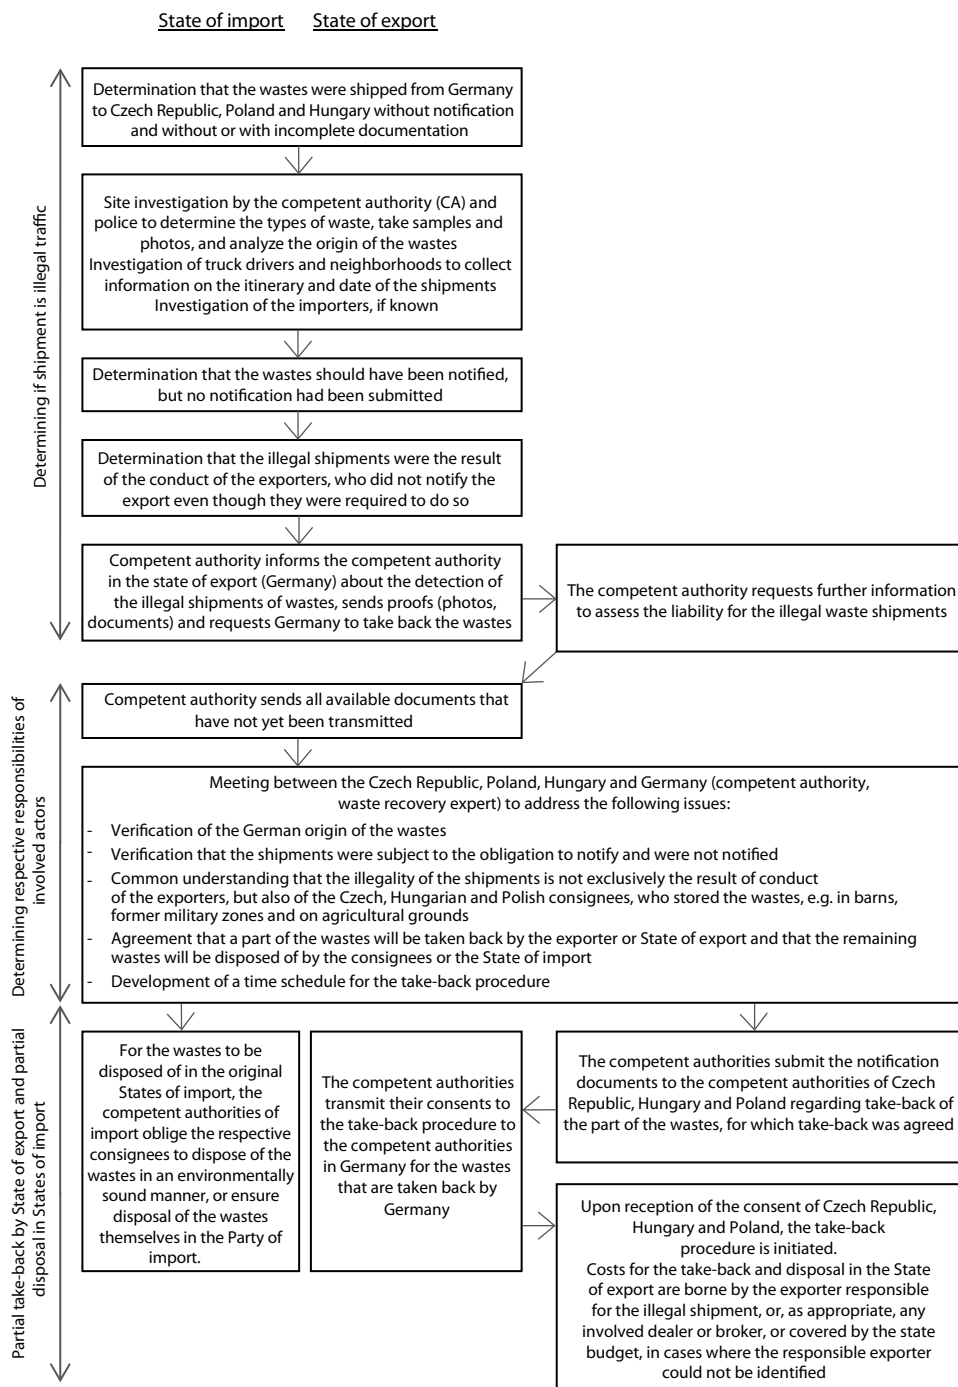 State of import State of export
Determining if shipment is illegal traffic
Determination that the wastes were shipped from Germany
to Czech Republic, Poland and Hungary without notification
and without or with incomplete documentation
Site investigation by the competent authority (CA) and
police to determine the types of waste, take samples and
photos, and analyze the origin of the wastes
Investigation of truck drivers and neighborhoods to collect
information on the itinerary and date of the shipments
Investigation of the importers, if known
Determination that the wastes should have been notified,
but no notification had been submitted
Determination that the illegal shipments were the result
of the conduct of the exporters, who did not notify the
export even though they were required to do so
Competent authority informs the competent authority
in the state of export (Germany) about the detection of
the illegal shipments of wastes, sends proofs (photos,
documents) and requests Germany to take back the wastes
The competent authority requests further information
to assess the liability for the illegal waste shipments
Determining respective responsibilities of
involved actors
Competent authority sends all available documents that
have not yet been transmitted
Meeting between the Czech Republic, Poland, Hungary and Germany (competent authority,
waste recovery expert) to address the following issues:
- Verification of the German origin of the wastes
- Verification that the shipments were subject to the obligation to notify and were not notified
- Common understanding that the illegality of the shipments is not exclusively the result of conduct
of the exporters, but also of the Czech, Hungarian and Polish consignees, who stored the wastes, e.g. in barns,
former military zones and on agricultural grounds
- Agreement that a part of the wastes will be taken back by the exporter or State of export and that the remaining
wastes will be disposed of by the consignees or the State of import
- Development of a time schedule for the take-back procedure
Partial take-back by State of export and partial
disposal in States of import
For the wastes to be
disposed of in the original
States of import, the
competent authorities of
import oblige the respective
consignees to dispose of the
wastes in an environmentally
sound manner, or ensure
disposal of the wastes
themselves in the Party of
import.
The competent authorities
transmit their consents to
the take-back procedure to
the competent authorities
in Germany for the wastes
that are taken back by
Germany
The competent authorities submit the notification
documents to the competent authorities of Czech
Republic, Hungary and Poland regarding take-back of
the part of the wastes, for which take-back was agreed
Upon reception of the consent of Czech Republic,
Hungary and Poland, the take-back
procedure is initiated.
Costs for the take-back and disposal in the State
of export are borne by the exporter responsible
for the illegal shipment, or, as appropriate, any
involved dealer or broker, or covered by the state
budget, in cases where the responsible exporter
could not be identified